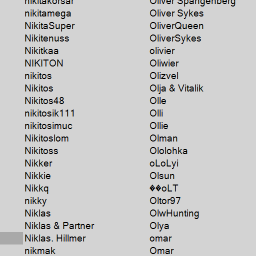 nikitakorsar Oliver Spangenberg
nikitamega Oliver Sykes
NikitaSuper OliverQueen
Nikitenuss OliverSykes
Nikitkaa olivier
NIKITON Oliwier
nikitos Olizvel
Nikitos Olja & Vitalik
Nikitos48 Olle
nikitosik111 Olli
nikitosimuc Ollie
Nikitoslom Olman
Nikitoss Ololohka
Nikker oLoLyi
Nikkie Olsun
Nikkq ��oLT
nikky Oltor97
Niklas OlwHunting
Niklas & Partner Olya
Niklas. Hillmer omar
nikmak Omar